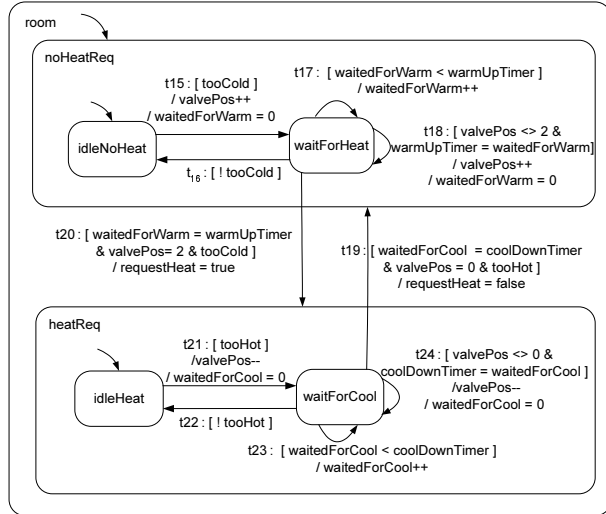 room
noHeatReq
t15 : [ tooCold ]
/ valvePos++
/ waitedForWarm = 0
t17 : [ waitedForWarm < warmUpTimer ]
/ waitedForWarm++
idleNoHeat
waitForHeat
t18 : [ valvePos <> 2 &
warmUpTimer = waitedForWarm]
/ valvePos++
/ waitedForWarm = 0
t16 : [ ! tooCold ]
t20 : [ waitedForWarm = warmUpTimer
& valvePos= 2 & tooCold ]
/ requestHeat = true
t19 : [ waitedForCool = coolDownTimer
& valvePos = 0 & tooHot ]
/ requestHeat = false
heatReq
t21 : [ tooHot ]
/valvePos--
/ waitedForCool = 0
t24 : [ valvePos <> 0 &
coolDownTimer = waitedForCool ]
/valvePos--
/ waitedForCool = 0
idleHeat
waitForCool
t22 : [ ! tooHot ]
t23 : [ waitedForCool < coolDownTimer ]
/ waitedForCool++